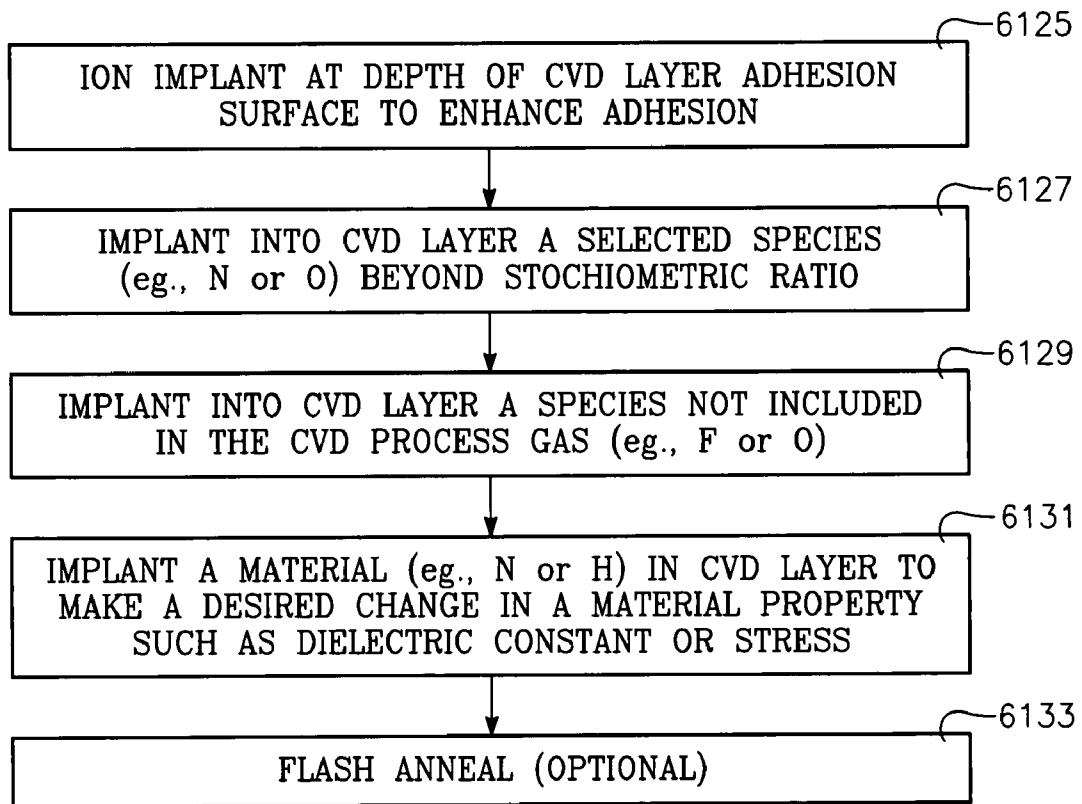 6125
ION IMPLANT AT DEPTH OF CVD LAYER ADHESION
SURFACE TO ENHANCE ADHESION
6127
IMPLANT INTO CVD LAYER A SELECTED SPECIES
(eg., N or O) BEYOND STOCHIOMETRIC RATIO
6129
IMPLANT INTO CVD LAYER A SPECIES NOT INCLUDED
IN THE CVD PROCESS GAS (eg., F or O)
6131
IMPLANT A MATERIAL (eg., N or H) IN CVD LAYER TO
MAKE A DESIRED CHANGE IN A MATERIAL PROPERTY
SUCH AS DIELECTRIC CONSTANT OR STRESS
6133
FLASH ANNEAL (OPTIONAL)